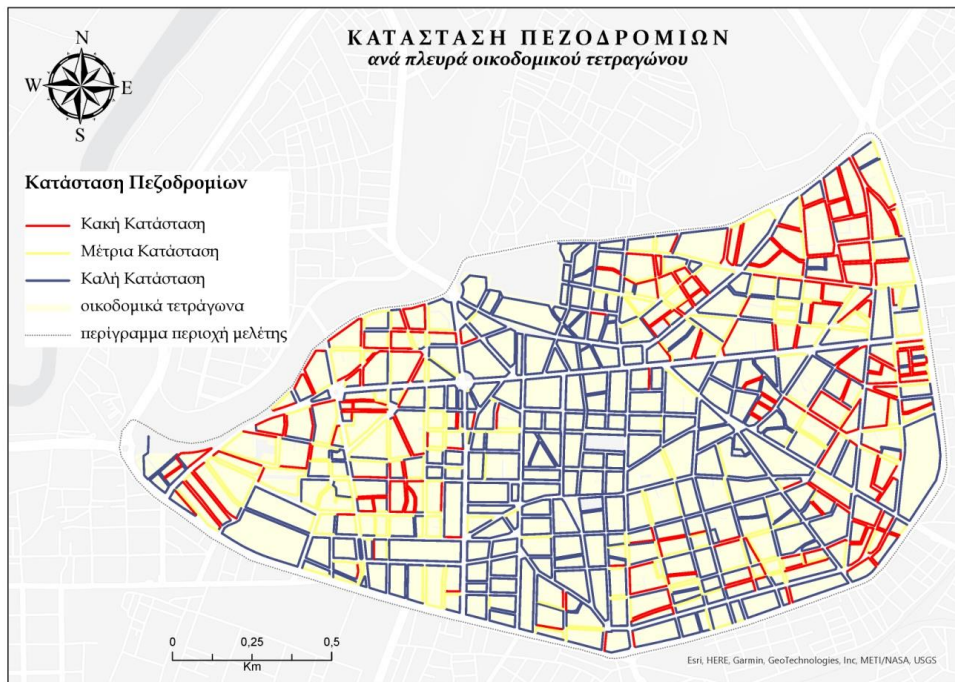 ΚΑΤΑΣΤΑΣΗ ΠΕΖΟΔΡΟΜΙΩΝ
ανά πλευρά οικοδομικού τετραγώνου
N
W E
S
Κατάσταση Πεζοδρομίων
Κακή Κατάσταση
Μέτρια Κατάσταση
Καλή Κατάσταση
οικοδομικά τετράγωνα
περίγραμμα περιοχή μελέτης
0 0,25 0,5
Km
Esri, HERE, Garmin, GeoTechnologies, Inc, METI/NASA, USGS